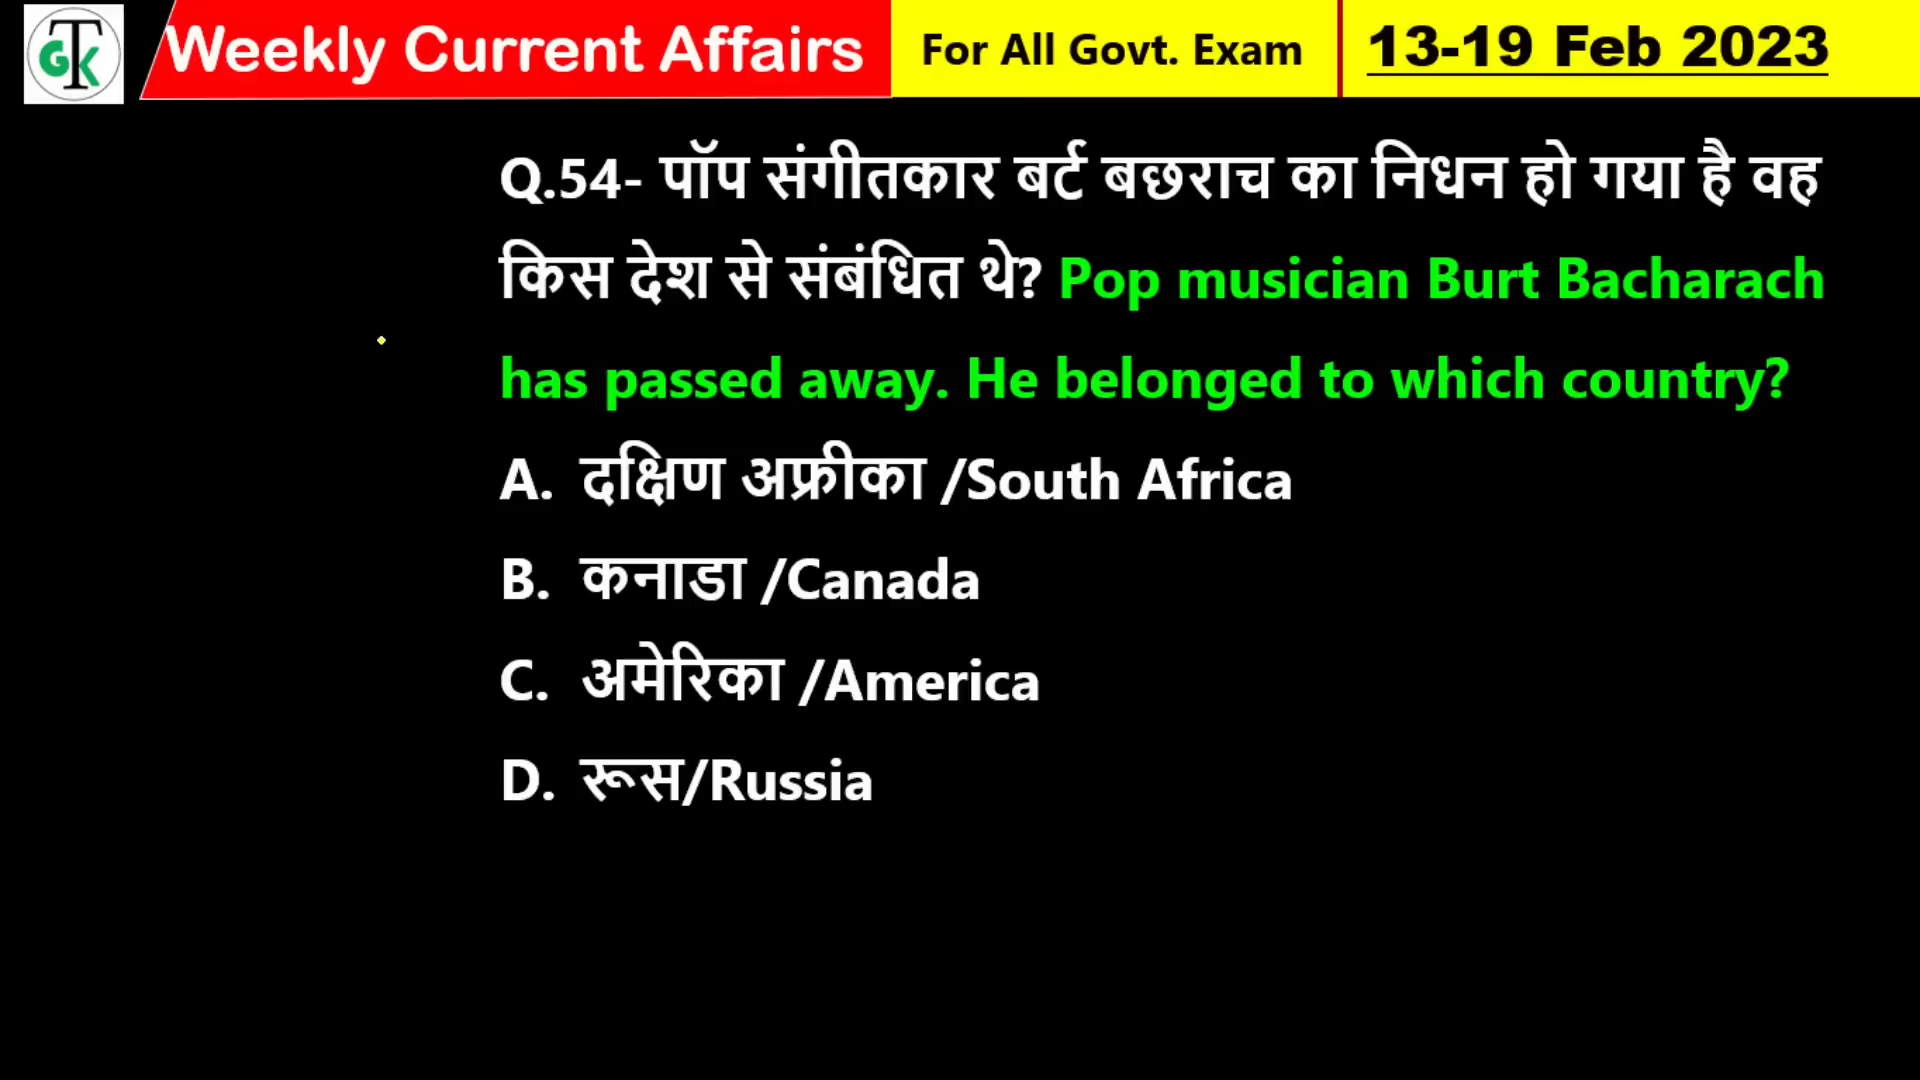 GTK
Weekly Current Affairs
For All Govt. Exam
13-19 Feb 2023
Q.54- पॉप संगीतकार बर्ट बछराच का निधन हो गया है वह
किस देश से संबंधित थे? Pop musician Burt Bacharach
has passed away. He belonged to which country?
A. दक्षिण अफ्रीका /South Africa
B. कनाडा /Canada
C. अमेरिका /America
D. रूस/Russia